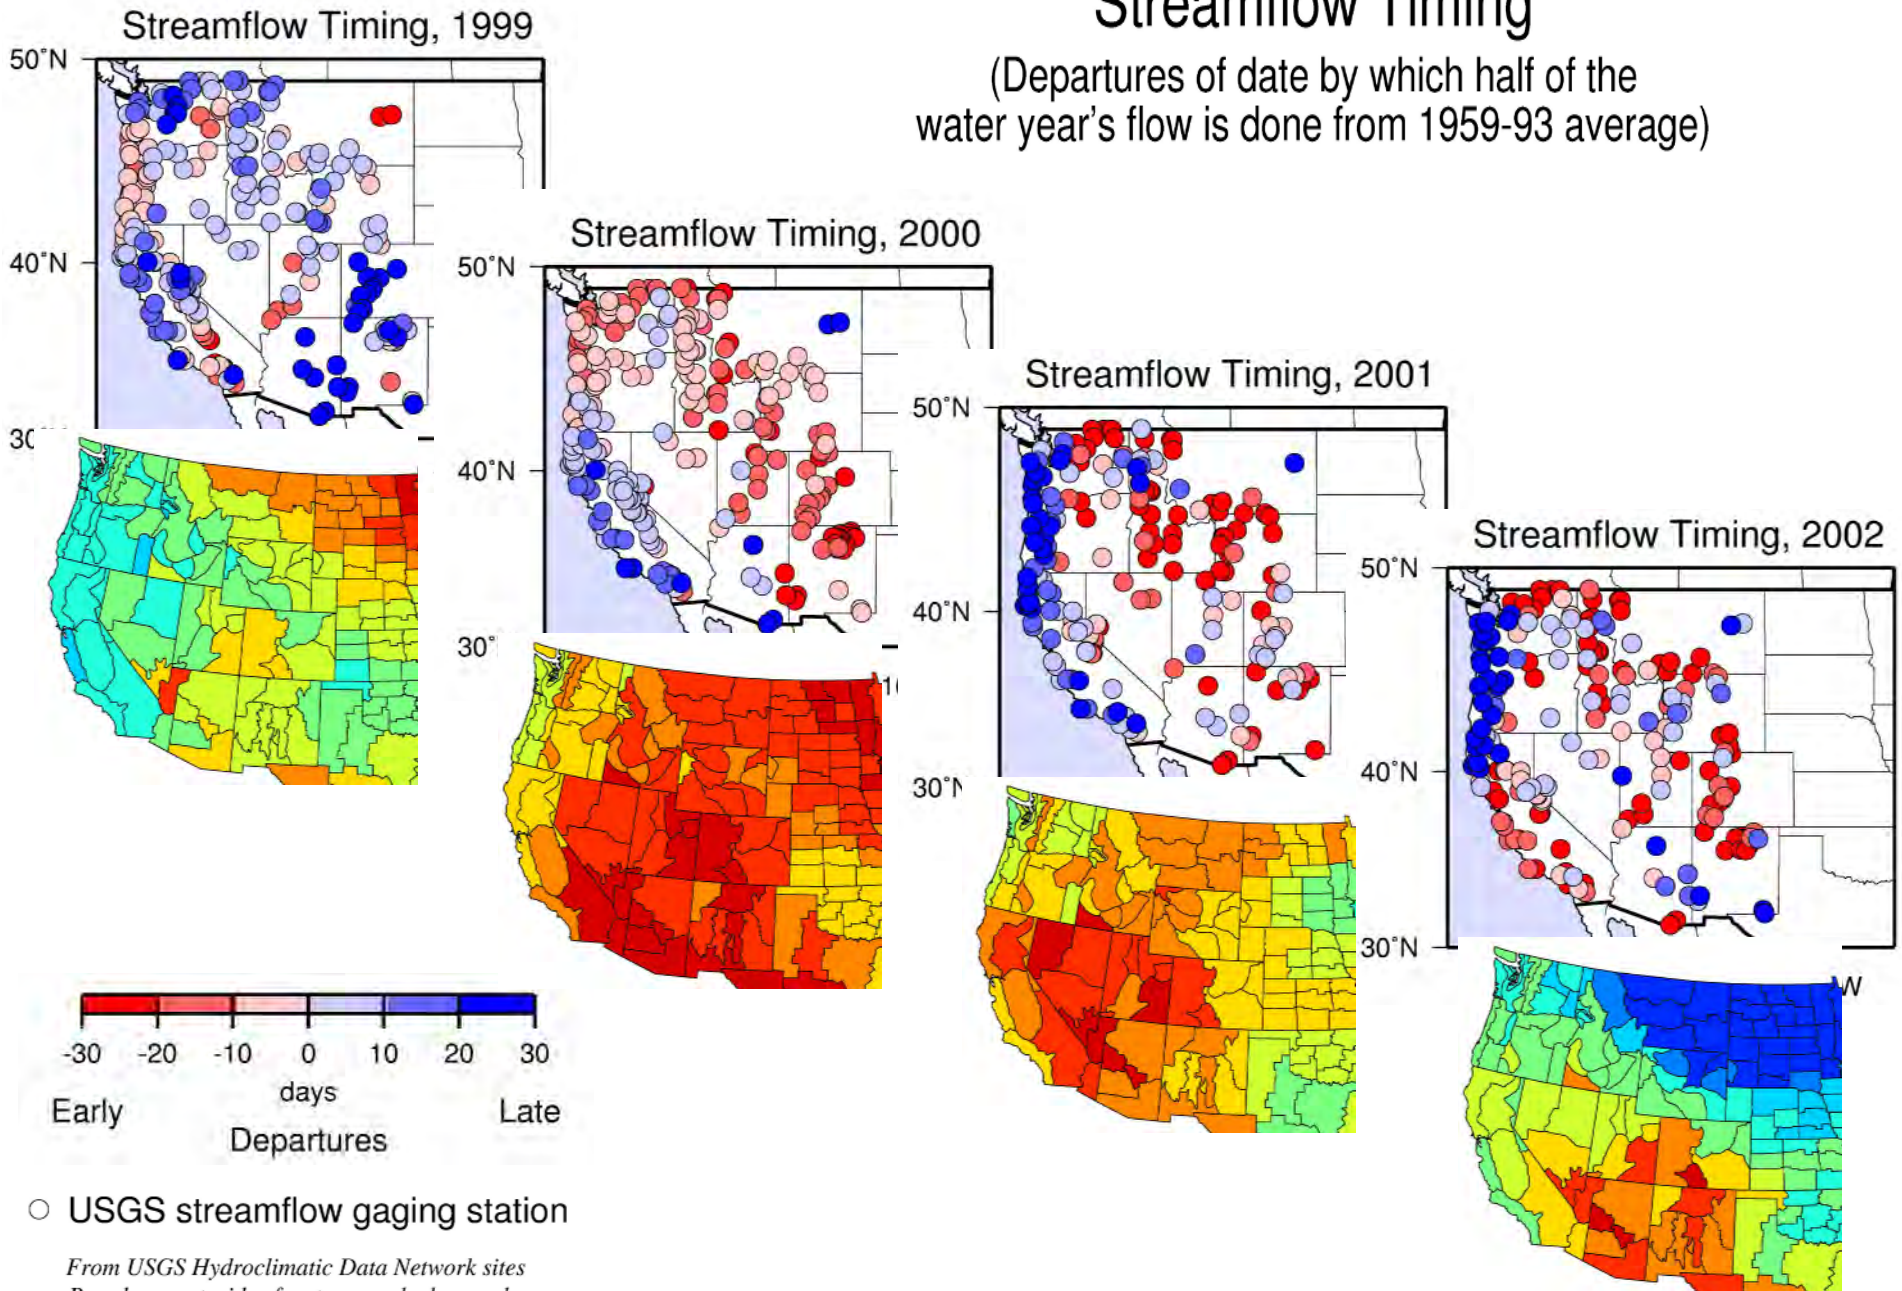 Streamflow Timing
(Departures of date by which half of the
water year's flow is done from 1959-93 average)
Streamflow Timing, 1999
50°N
40°N
Streamflow Timing, 2000
50°N
40°N
30°
Streamflow Timing, 2001
50°N
40°N
30°N
Streamflow Timing, 2002
50°N
40°N
30°N
W
-30 -20 -10 0 10 20 30
days
Early Late
Departures
USGS streamflow gaging station
From USGS Hydroclimatic Data Network sites